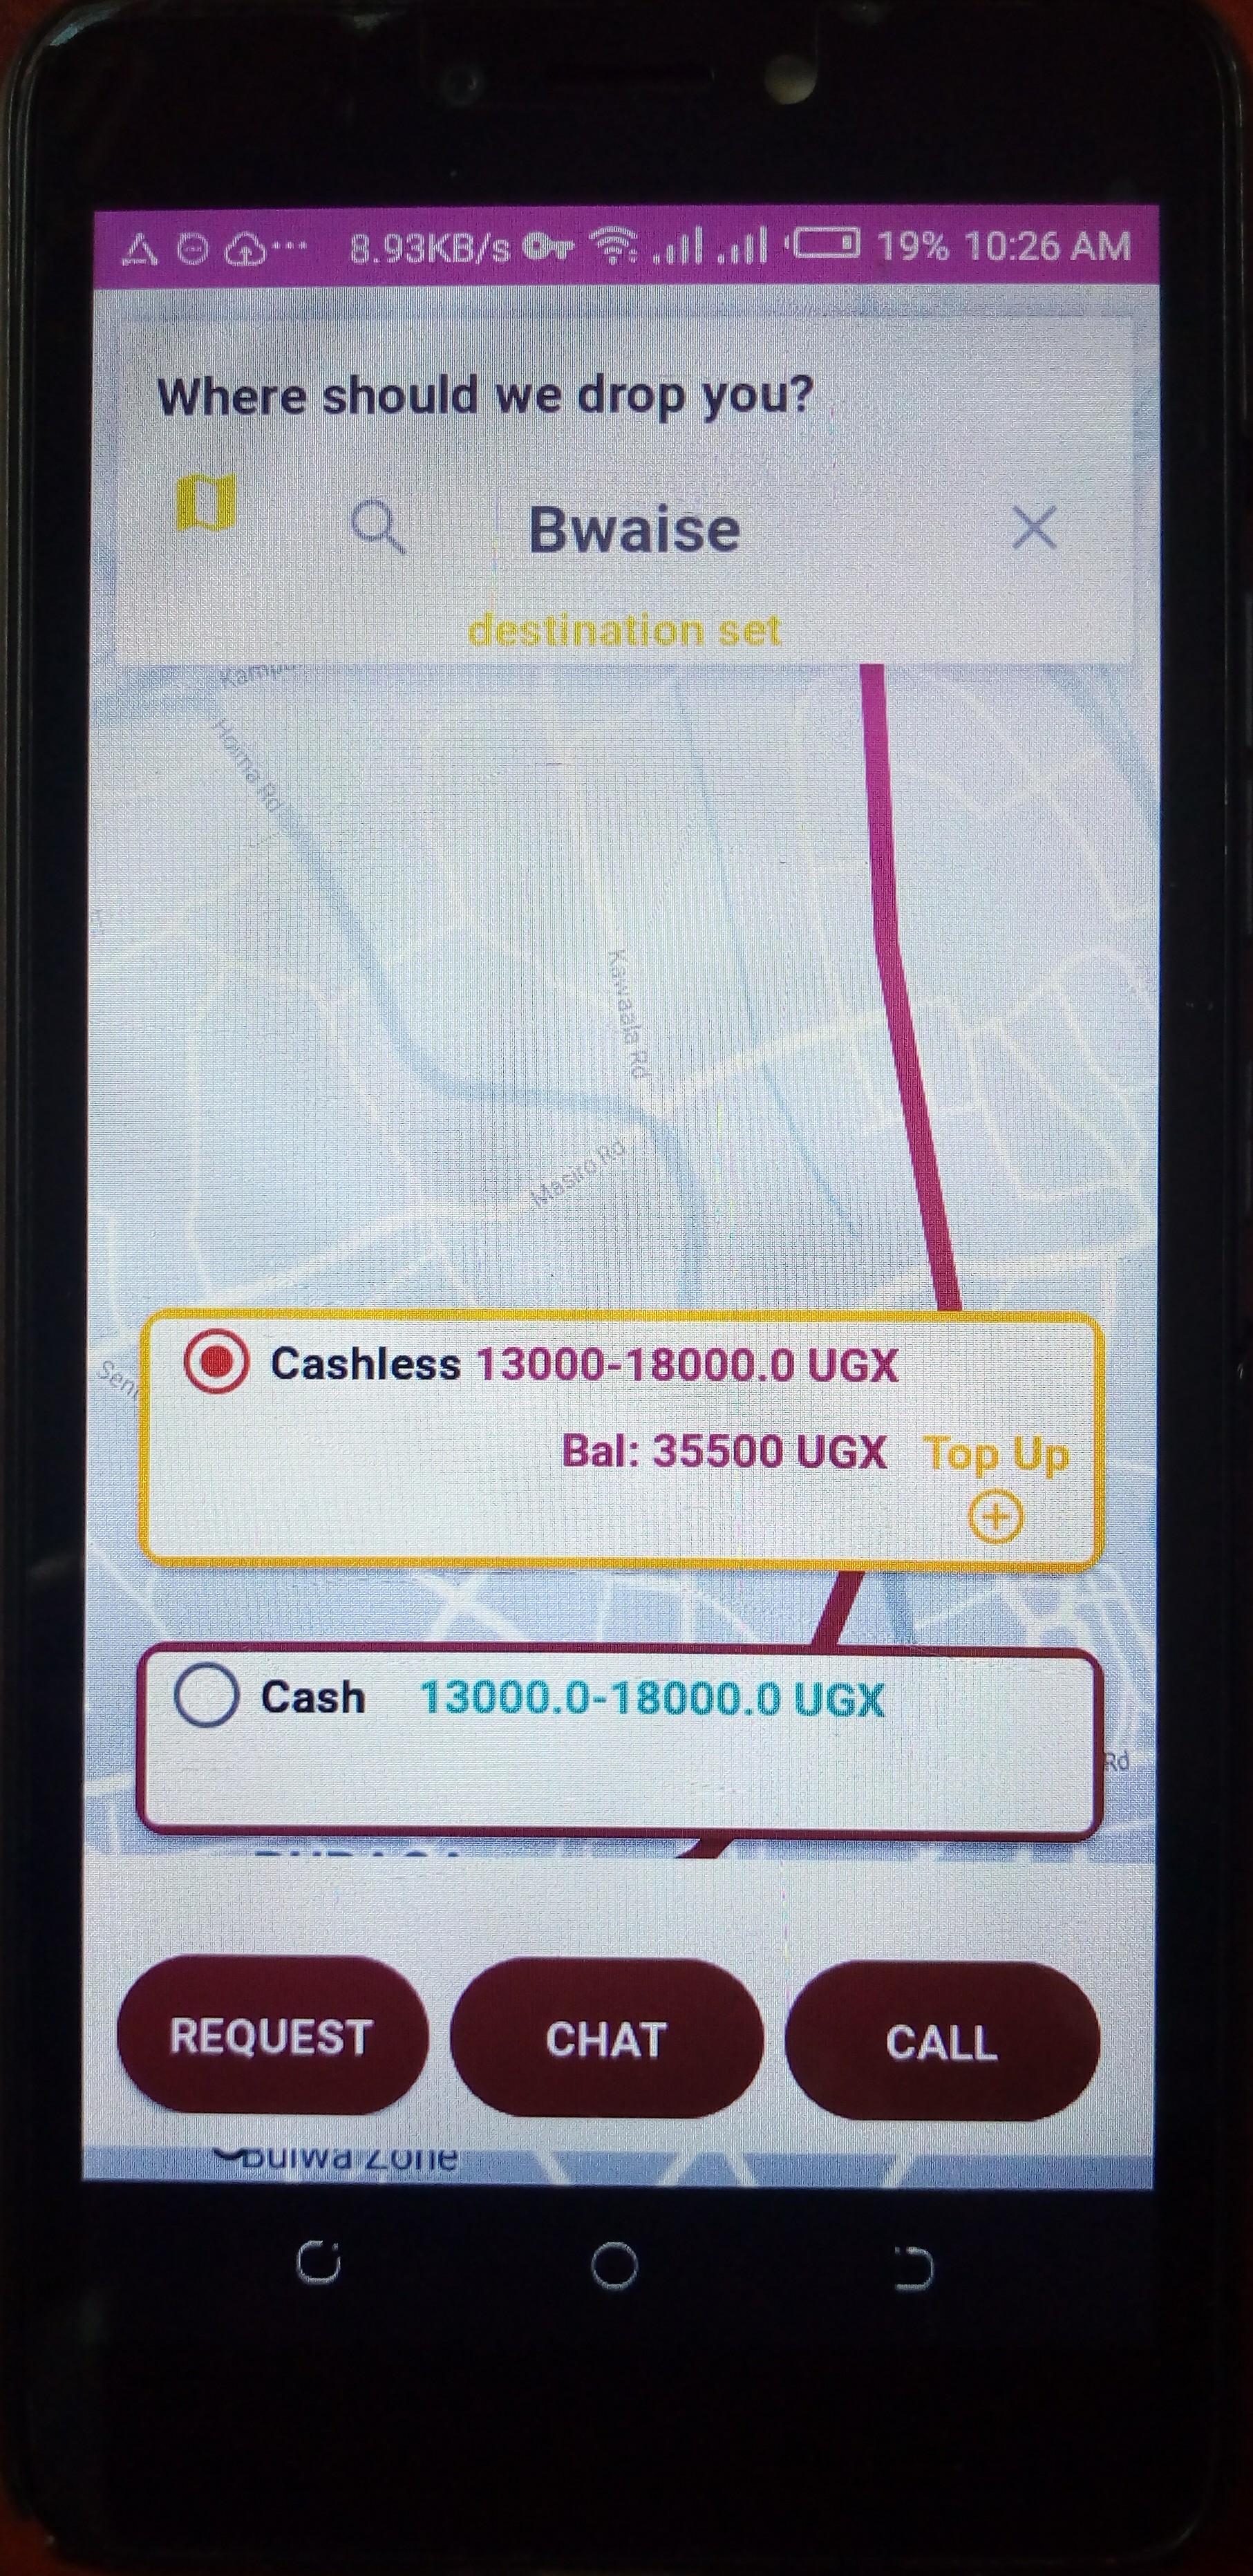 8.93KB/s 19% 10:26 AM
Where should we drop you?
Bwaise
destination set
Hoima Rd
Kawaala Rd
Masiro Rd
Cashless 13000-18000.0 UGX
Bal: 35500 UGX Top Up
Cash 13000.0-18000.0 UGX
Rd
REQUEST CHAT CALL
Bulwa Zone